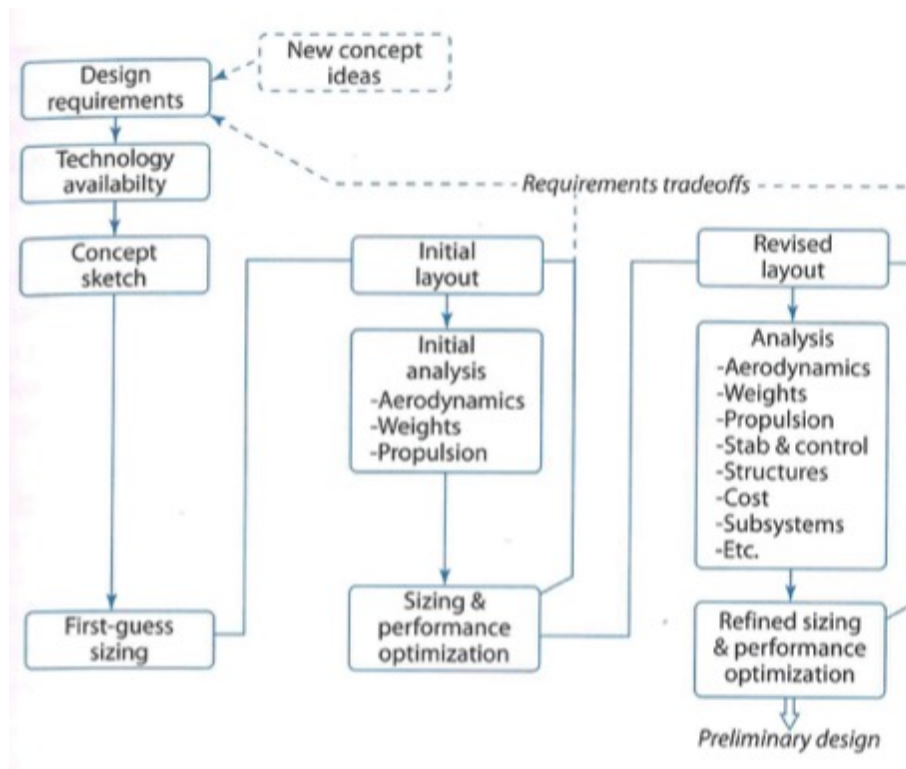 New concept
ideas
Design
requirements
Technology
availabilty
Concept
sketch
First-guess
sizing
Requirements tradeoffs
Initial
layout
Initial
analysis
-Aerodynamics
-Weights
-Propulsion
Sizing &
performance
optimization
Revised
layout
Analysis
-Aerodynamics
-Weights
-Propulsion
-Stab & control
-Structures
-Cost
-Subsystems
-Etc.
Refined sizing
& performance
optimization
Preliminary design